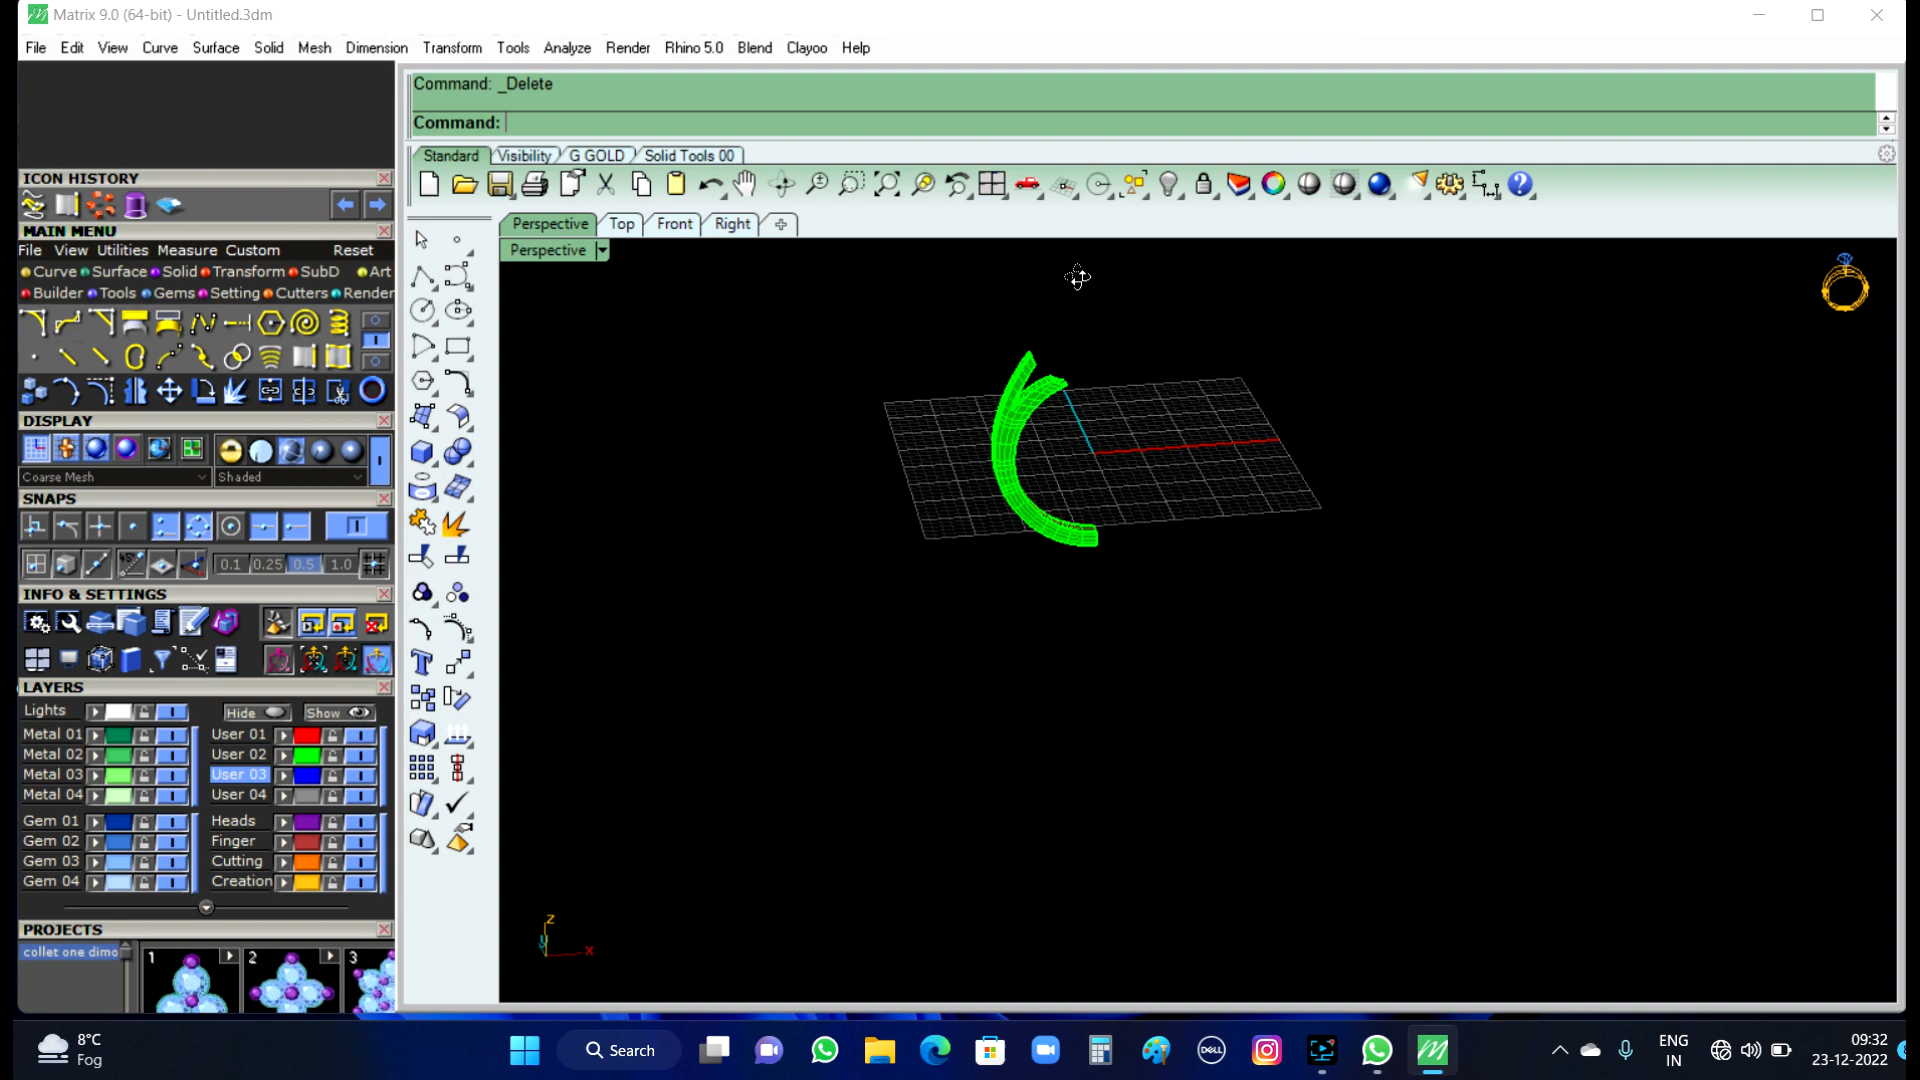 Matrix 9.0 (64-bit) - Untitled.3dm
File Edit View Curve Surface Solid Mesh Dimension Transform Tools Analyze Render Rhino 5.0 Blend Clayoo Help
Command: _Delete
Command:
Standard Visibility G GOLD Solid Tools 00
ICON HISTORY
MAIN MENU
File View Utilities Measure Custom Reset
Curve Surface Solid Transform SubD Art
Builder Tools Gems Setting Cutters Render
Perspective Top Front Right
Perspective
DISPLAY
Coarse Mesh Shaded
SNAPS
0.1 0.25 0.5 1.0
INFO & SETTINGS
LAYERS
Lights Hide Show
Metal 01 User 01
Metal 02 User 02
Metal 03 User 03
Metal 04 User 04
Gem 01 Heads
Gem 02 Finger
Gem 03 Cutting
Gem 04 Creation
PROJECTS
collet one dimo
1 2 3
z
y
x
8°C
Fog
Search
DELL
ENG
IN
09:32
23-12-2022